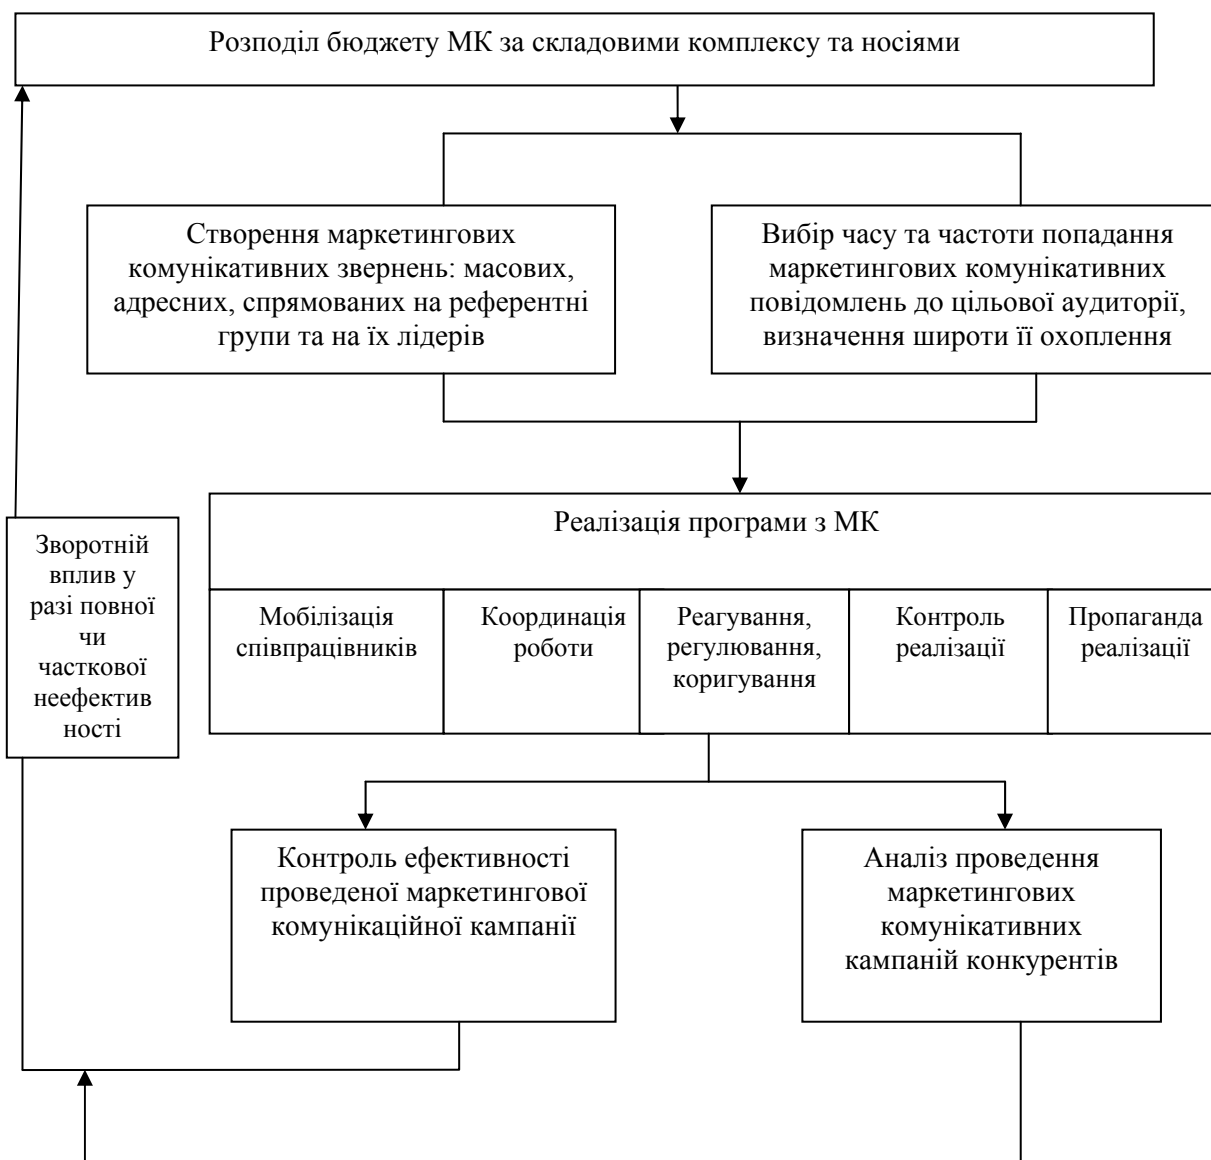 Розподіл бюджету МК за складовими комплексу та носіями
Створення маркетингових
комунікативних звернень: масових,
адресних, спрямованих на референтні
групи та на їх лідерів
Вибір часу та частоти попадання
маркетингових комунікативних
повідомлень до цільової аудиторії,
визначення широти її охоплення
Реалізація програми з МК
Зворотній
вплив у
разі повної
чи
часткової
неефектив
ності
Мобілізація
співпрацівників
Координація
роботи
Реагування,
регулювання,
коригування
Контроль
реалізації
Пропаганда
реалізації
Контроль ефективності
проведеної маркетингової
комунікаційної кампанії
Аналіз проведення
маркетингових
комунікативних
кампаній конкурентів